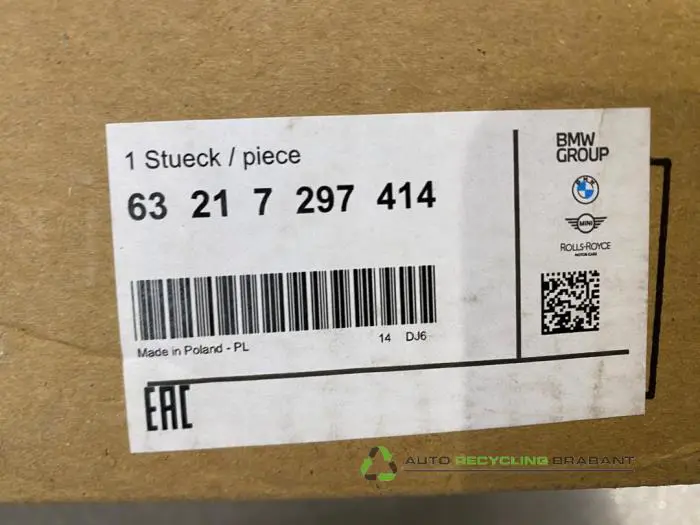 1 Stueck / piece
63 21 7 297 414
Made in Poland - PL
14 DJ6
EAC
BMW
GROUP
BMW
MINI
ROLLS-ROYCE
MOTOR CARS
AUTO RECYCLING BRABANT